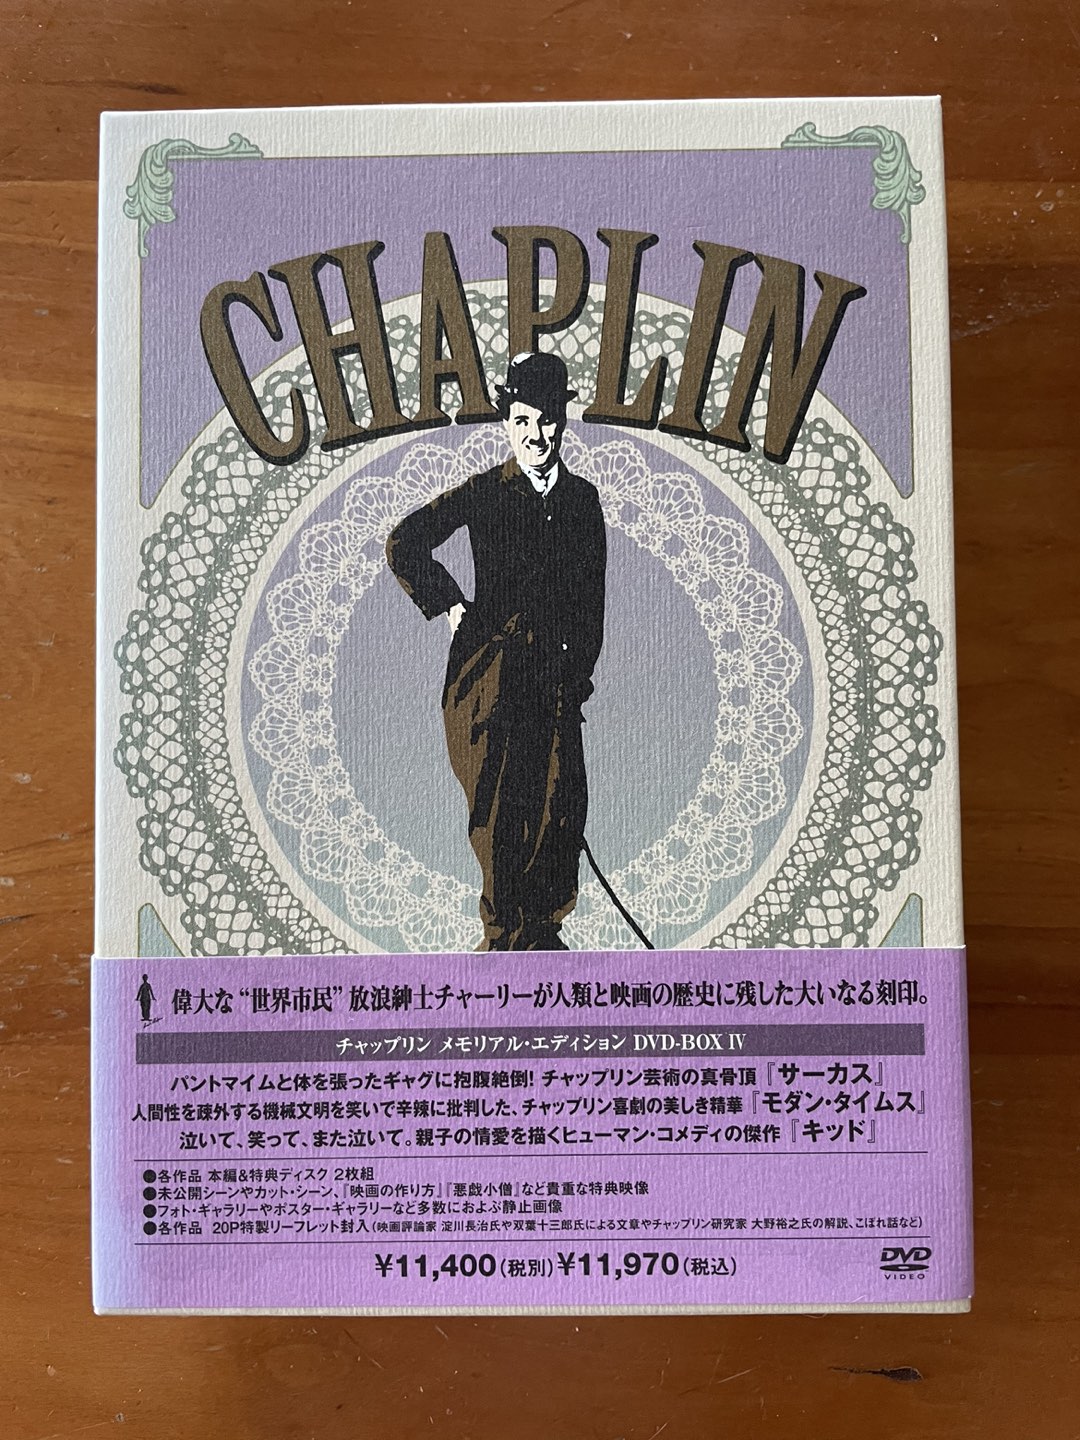 CHAPLIN
偉大な“世界市民”放浪紳士チャーリーが人類と映画の歴史に残した大いなる刻印。
チャップリン メモリアル・エディション DVD-BOX IV
パントマイムと体を張ったギャグに抱腹絶倒! チャップリン芸術の真骨頂『サーカス』
人間性を疎外する機械文明を笑いで辛辣に批判した、チャップリン喜劇の美しき精華『モダン・タイムス』
泣いて、笑って、また泣いて。親子の情愛を描くヒューマン・コメディの傑作『キッド』
●各作品 本編&特典ディスク 2枚組
●未公開シーンやカット・シーン、『映画の作り方』『悪戯小僧』など貴重な特典映像
●フォト・ギャラリーやポスター・ギャラリーなど多数におよぶ静止画像
●各作品 20P特製リーフレット封入(映画評論家 淀川長治氏や双葉十三郎氏による文章やチャップリン研究家 大野裕之氏の解説、こぼれ話など)
¥11,400(税別)¥11,970(税込)
DVD
VIDEO